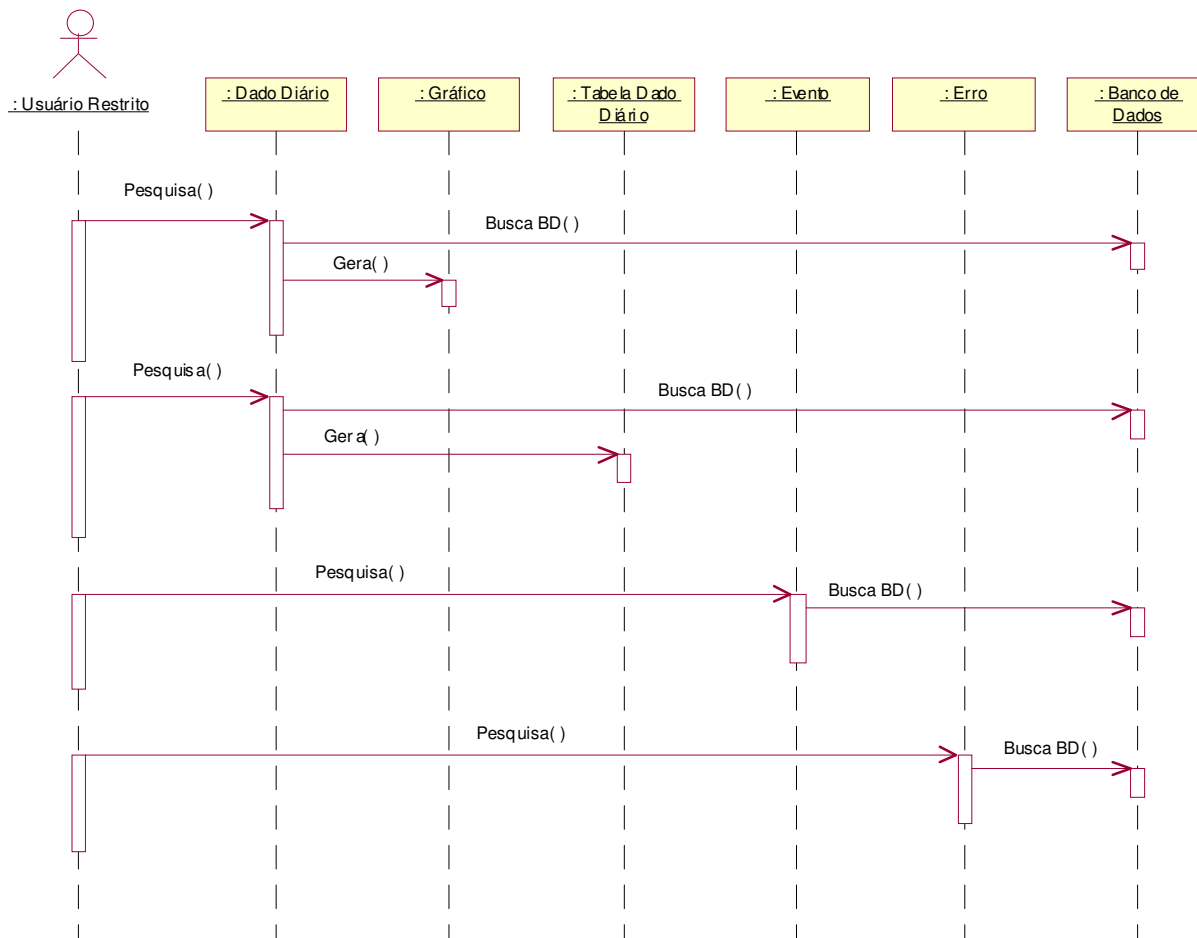 : Usuário Restrito
: Dado Diário
: Gráfico
: Tabela Dado
Diário
: Evento
: Erro
: Banco de
Dados
Pesquisa( )
Busca BD( )
Gera( )
Pesquisa( )
Busca BD( )
Gera( )
Pesquisa( )
Busca BD( )
Pesquisa( )
Busca BD( )